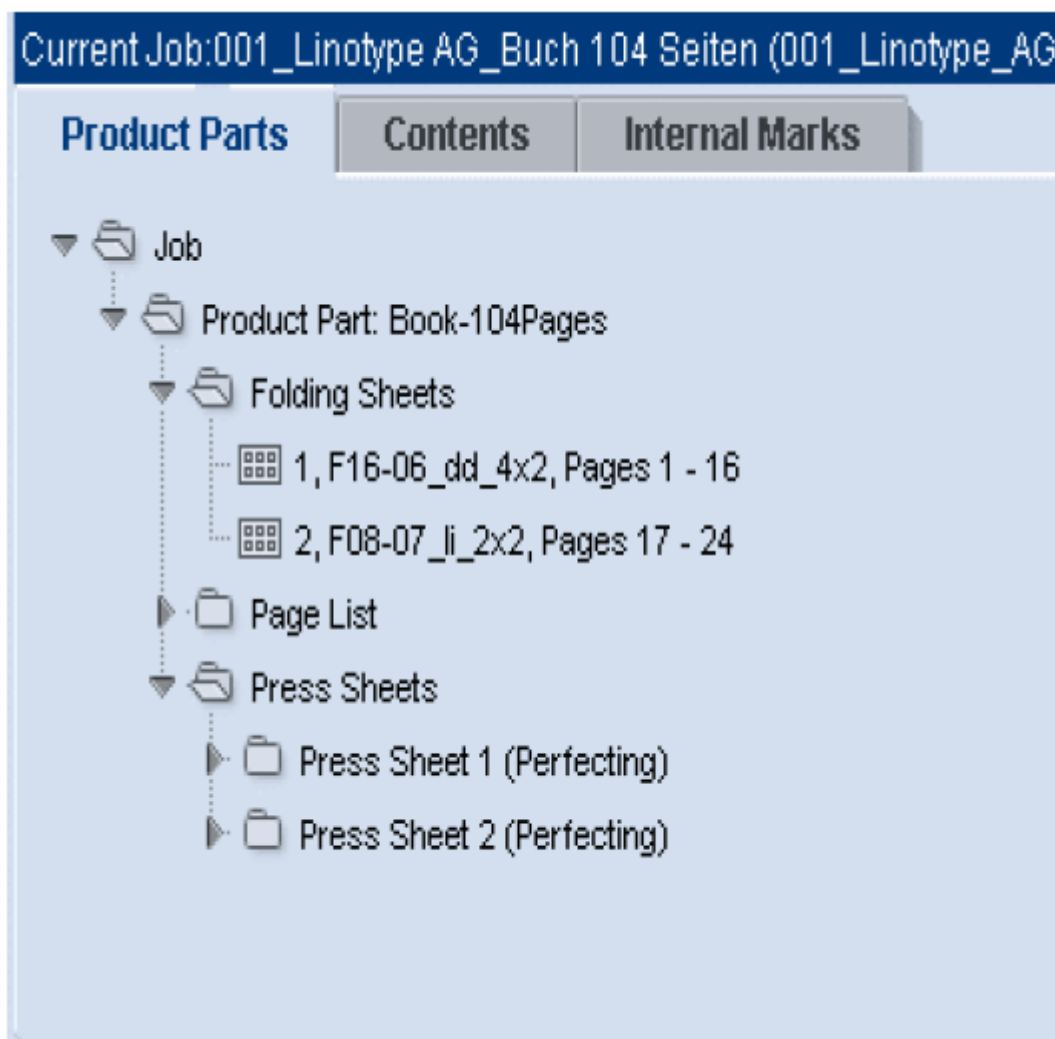 Current Job:001_Linotype AG_Buch 104 Seiten (001_Linotype_AG
Product Parts Contents Internal Marks
Job
Product Part: Book-104Pages
Folding Sheets
1, F16-06_dd_4x2, Pages 1 - 16
2, F08-07_li_2x2, Pages 17 - 24
Page List
Press Sheets
Press Sheet 1 (Perfecting)
Press Sheet 2 (Perfecting)